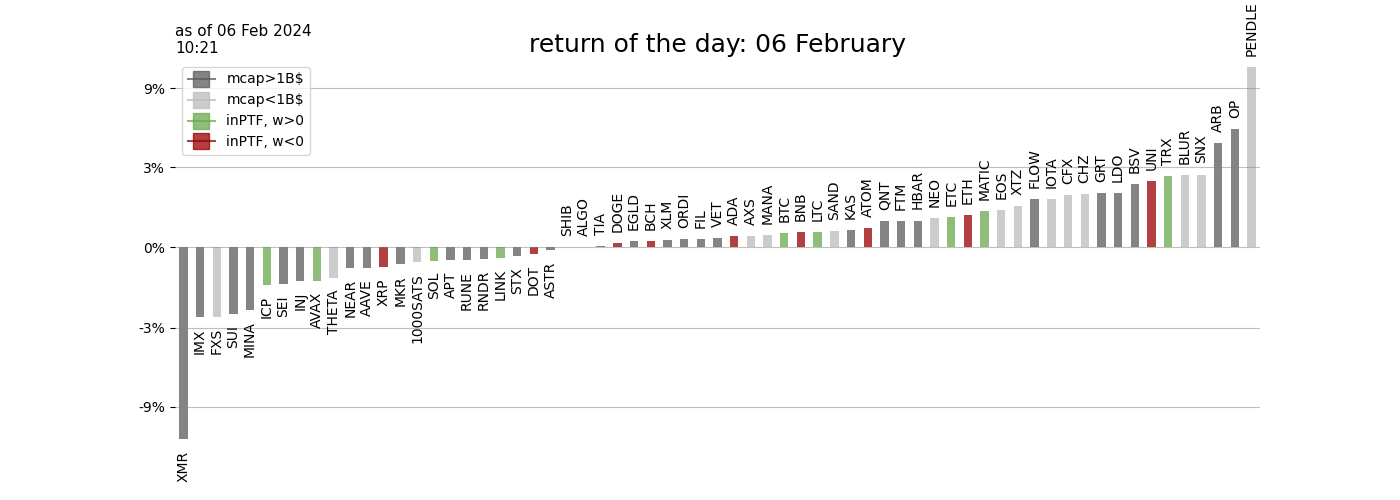 as of 06 Feb 2024
10:21
return of the day: 06 February
mcap>1B$
mcap<1B$
inPTF, w>0
inPTF, w<0
9%
3%
0%
-3%
-9%
XMR
IMX
FXS
SUI
MINA
ICP
SEI
INJ
AVAX
THETA
NEAR
AAVE
XRP
MKR
1000SATS
SOL
APT
RUNE
RNDR
LINK
STX
DOT
ASTR
SHIB
ALGO
TIA
DOGE
EGLD
BCH
XLM
ORDI
FIL
VET
ADA
AXS
MANA
BTC
BNB
LTC
SAND
KAS
ATOM
QNT
FTM
HBAR
NEO
ETC
ETH
MATIC
EOS
XTZ
FLOW
IOTA
CFX
CHZ
GRT
LDO
BSV
UNI
TRX
BLUR
SNX
ARB
OP
PENDLE